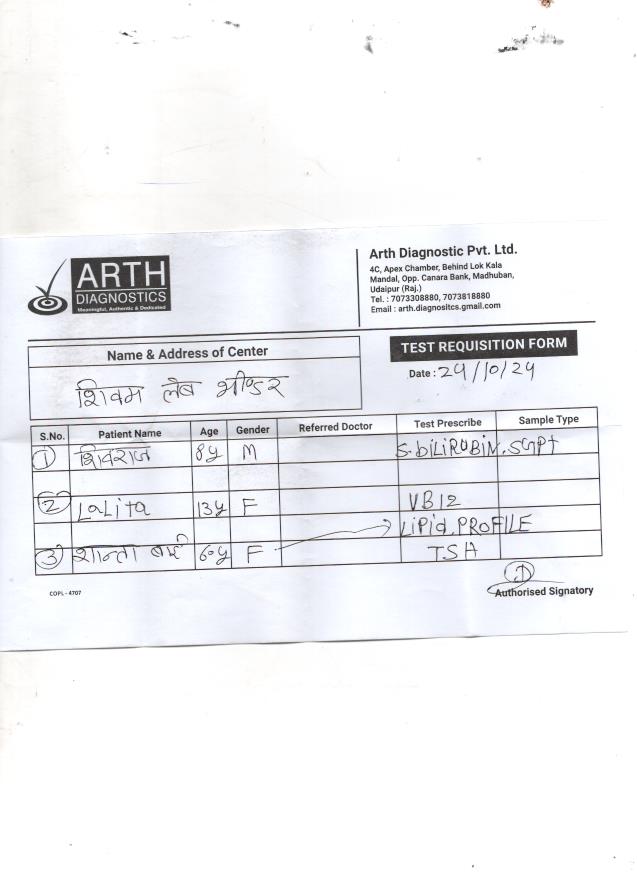 ARTH
DIAGNOSTICS
Meaningful, Authentic & Dedicated
Arth Diagnostic Pvt. Ltd.
4C, Apex Chamber, Behind Lok Kala
Mandal, Opp. Canara Bank, Madhuban,
Udaipur (Raj.)
Tel. : 7073308880, 7073818880
Email : arth.diagnositcs.gmail.com
Name & Address of Center
शिवम लेब भीण्डर
TEST REQUISITION FORM
Date : 24/10/24
S.No. Patient Name Age Gender Referred Doctor Test Prescribe Sample Type
1 शिवराज 8y M S.biLiRUBiN, SGPT
2 LaLita 13y F VB12
LiPid PROFILE
3 शान्ता बाई 60y F TSH
COPL - 4707
Authorised Signatory